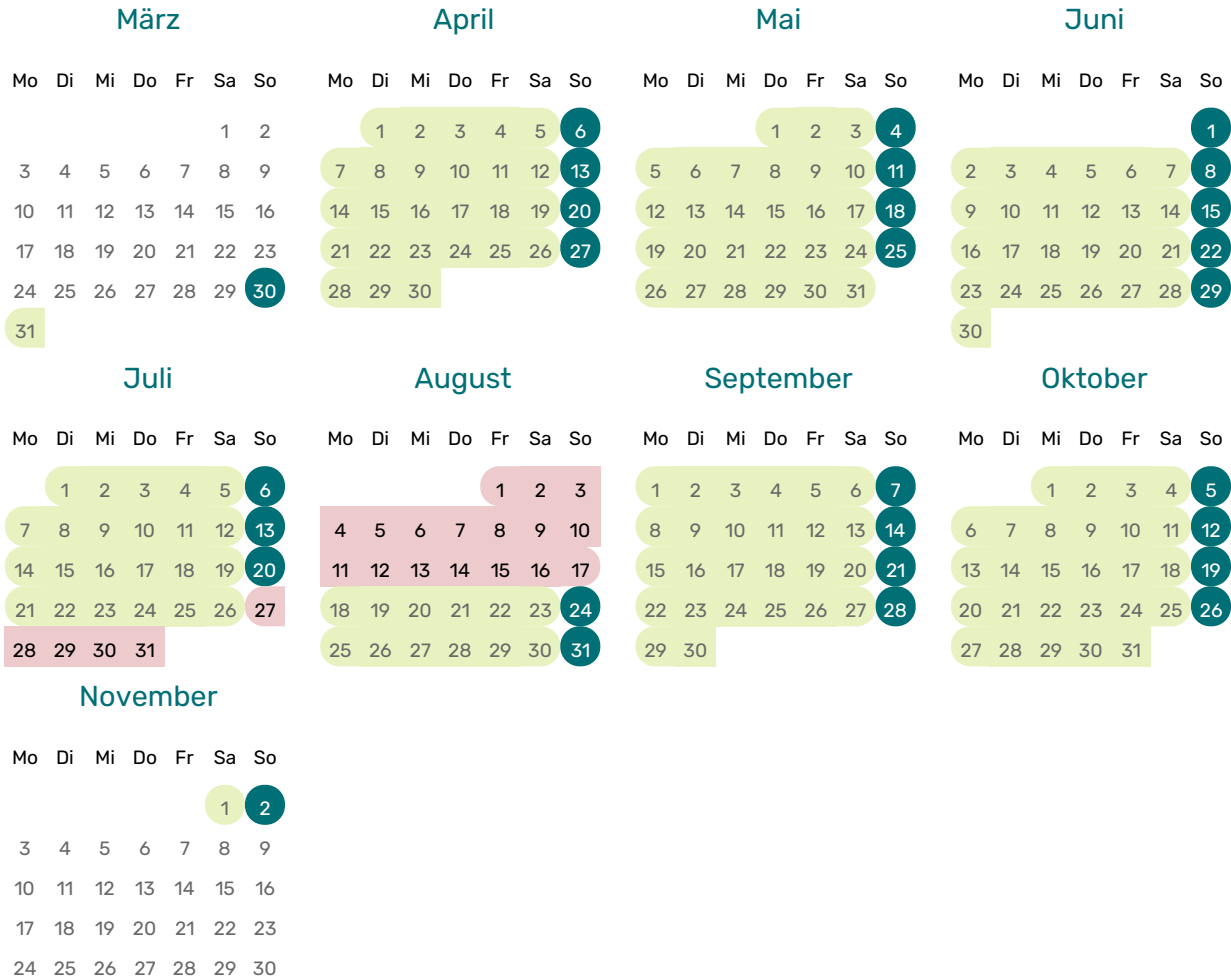 März April Mai Juni
Mo Di Mi Do Fr Sa So Mo Di Mi Do Fr Sa So Mo Di Mi Do Fr Sa So Mo Di Mi Do Fr Sa So
1 2 1 2 3 4 5 6 1 2 3 4 1
3 4 5 6 7 8 9 7 8 9 10 11 12 13 5 6 7 8 9 10 11 2 3 4 5 6 7 8
10 11 12 13 14 15 16 14 15 16 17 18 19 20 12 13 14 15 16 17 18 9 10 11 12 13 14 15
17 18 19 20 21 22 23 21 22 23 24 25 26 27 19 20 21 22 23 24 25 16 17 18 19 20 21 22
24 25 26 27 28 29 30 28 29 30 26 27 28 29 30 31 23 24 25 26 27 28 29
31 30
Juli August September Oktober
Mo Di Mi Do Fr Sa So Mo Di Mi Do Fr Sa So Mo Di Mi Do Fr Sa So Mo Di Mi Do Fr Sa So
1 2 3 4 5 6 1 2 3 1 2 3 4 5 6 7 1 2 3 4 5
7 8 9 10 11 12 13 4 5 6 7 8 9 10 8 9 10 11 12 13 14 6 7 8 9 10 11 12
14 15 16 17 18 19 20 11 12 13 14 15 16 17 15 16 17 18 19 20 21 13 14 15 16 17 18 19
21 22 23 24 25 26 27 18 19 20 21 22 23 24 22 23 24 25 26 27 28 20 21 22 23 24 25 26
28 29 30 31 25 26 27 28 29 30 31 29 30 27 28 29 30 31
November
Mo Di Mi Do Fr Sa So
1 2
3 4 5 6 7 8 9
10 11 12 13 14 15 16
17 18 19 20 21 22 23
24 25 26 27 28 29 30